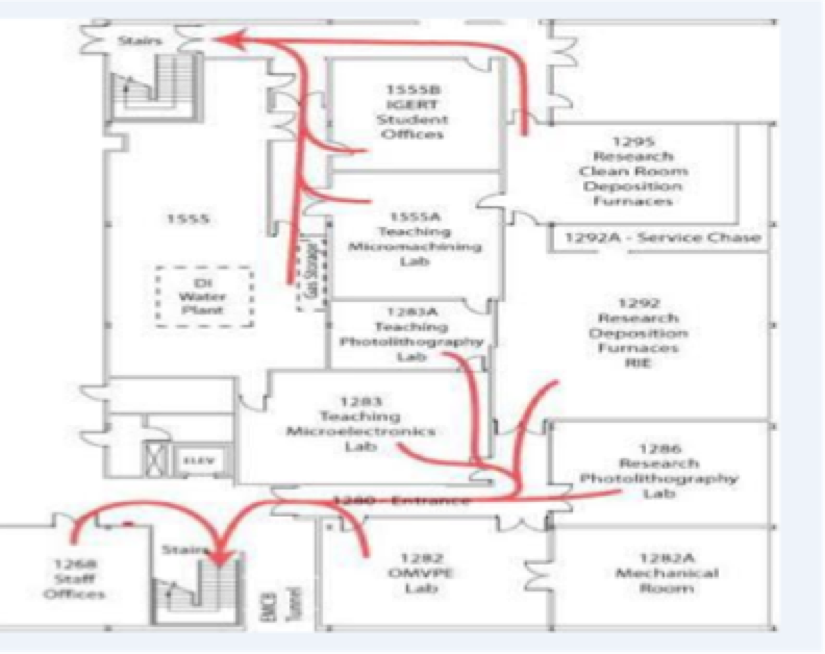 Stairs
1555B
IGERT
Student
Offices
1295
Research
Clean Room
Deposition
Furnaces
1555
1555A
Teaching
Micromachining
Lab
1292A - Service Chase
Gas Storage
DI
Water
Plant
1283A
Teaching
Photolithography
Lab
1292
Research
Deposition
Furnaces
RIE
1283
Teaching
Microelectronics
Lab
ELEV
1286
Research
Photolithography
Lab
1280 - Entrance
Stairs
1268
Staff
Offices
EMCB
Tunnel
1282
OMVPE
Lab
1282A
Mechanical
Room